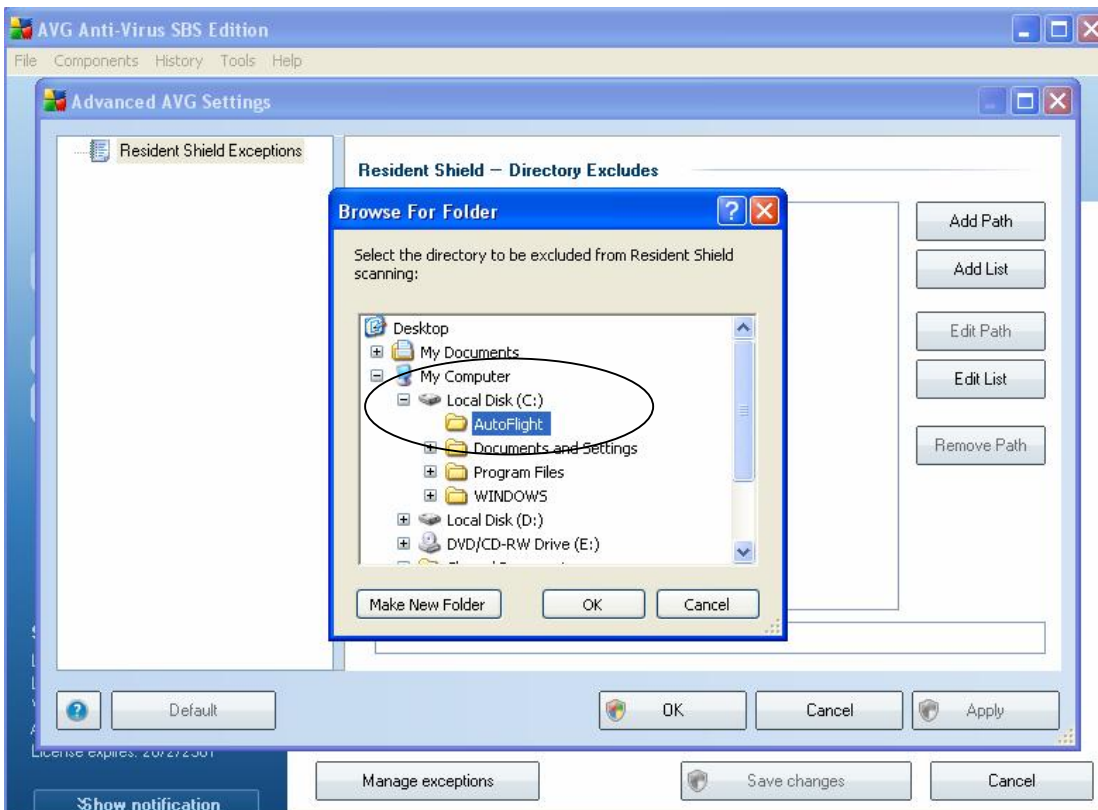 AVG Anti-Virus SBS Edition
File Components History Tools Help
Advanced AVG Settings
Resident Shield Exceptions
Resident Shield – Directory Excludes
Browse For Folder
Select the directory to be excluded from Resident Shield
scanning:
Desktop
My Documents
My Computer
Local Disk (C:)
AutoFlight
Documents and Settings
Program Files
WINDOWS
Local Disk (D:)
DVD/CD-RW Drive (E:)
Make New Folder
OK
Cancel
Add Path
Add List
Edit Path
Edit List
Remove Path
Default
OK
Cancel
Apply
License expires:
Show notification
Manage exceptions
Save changes
Cancel